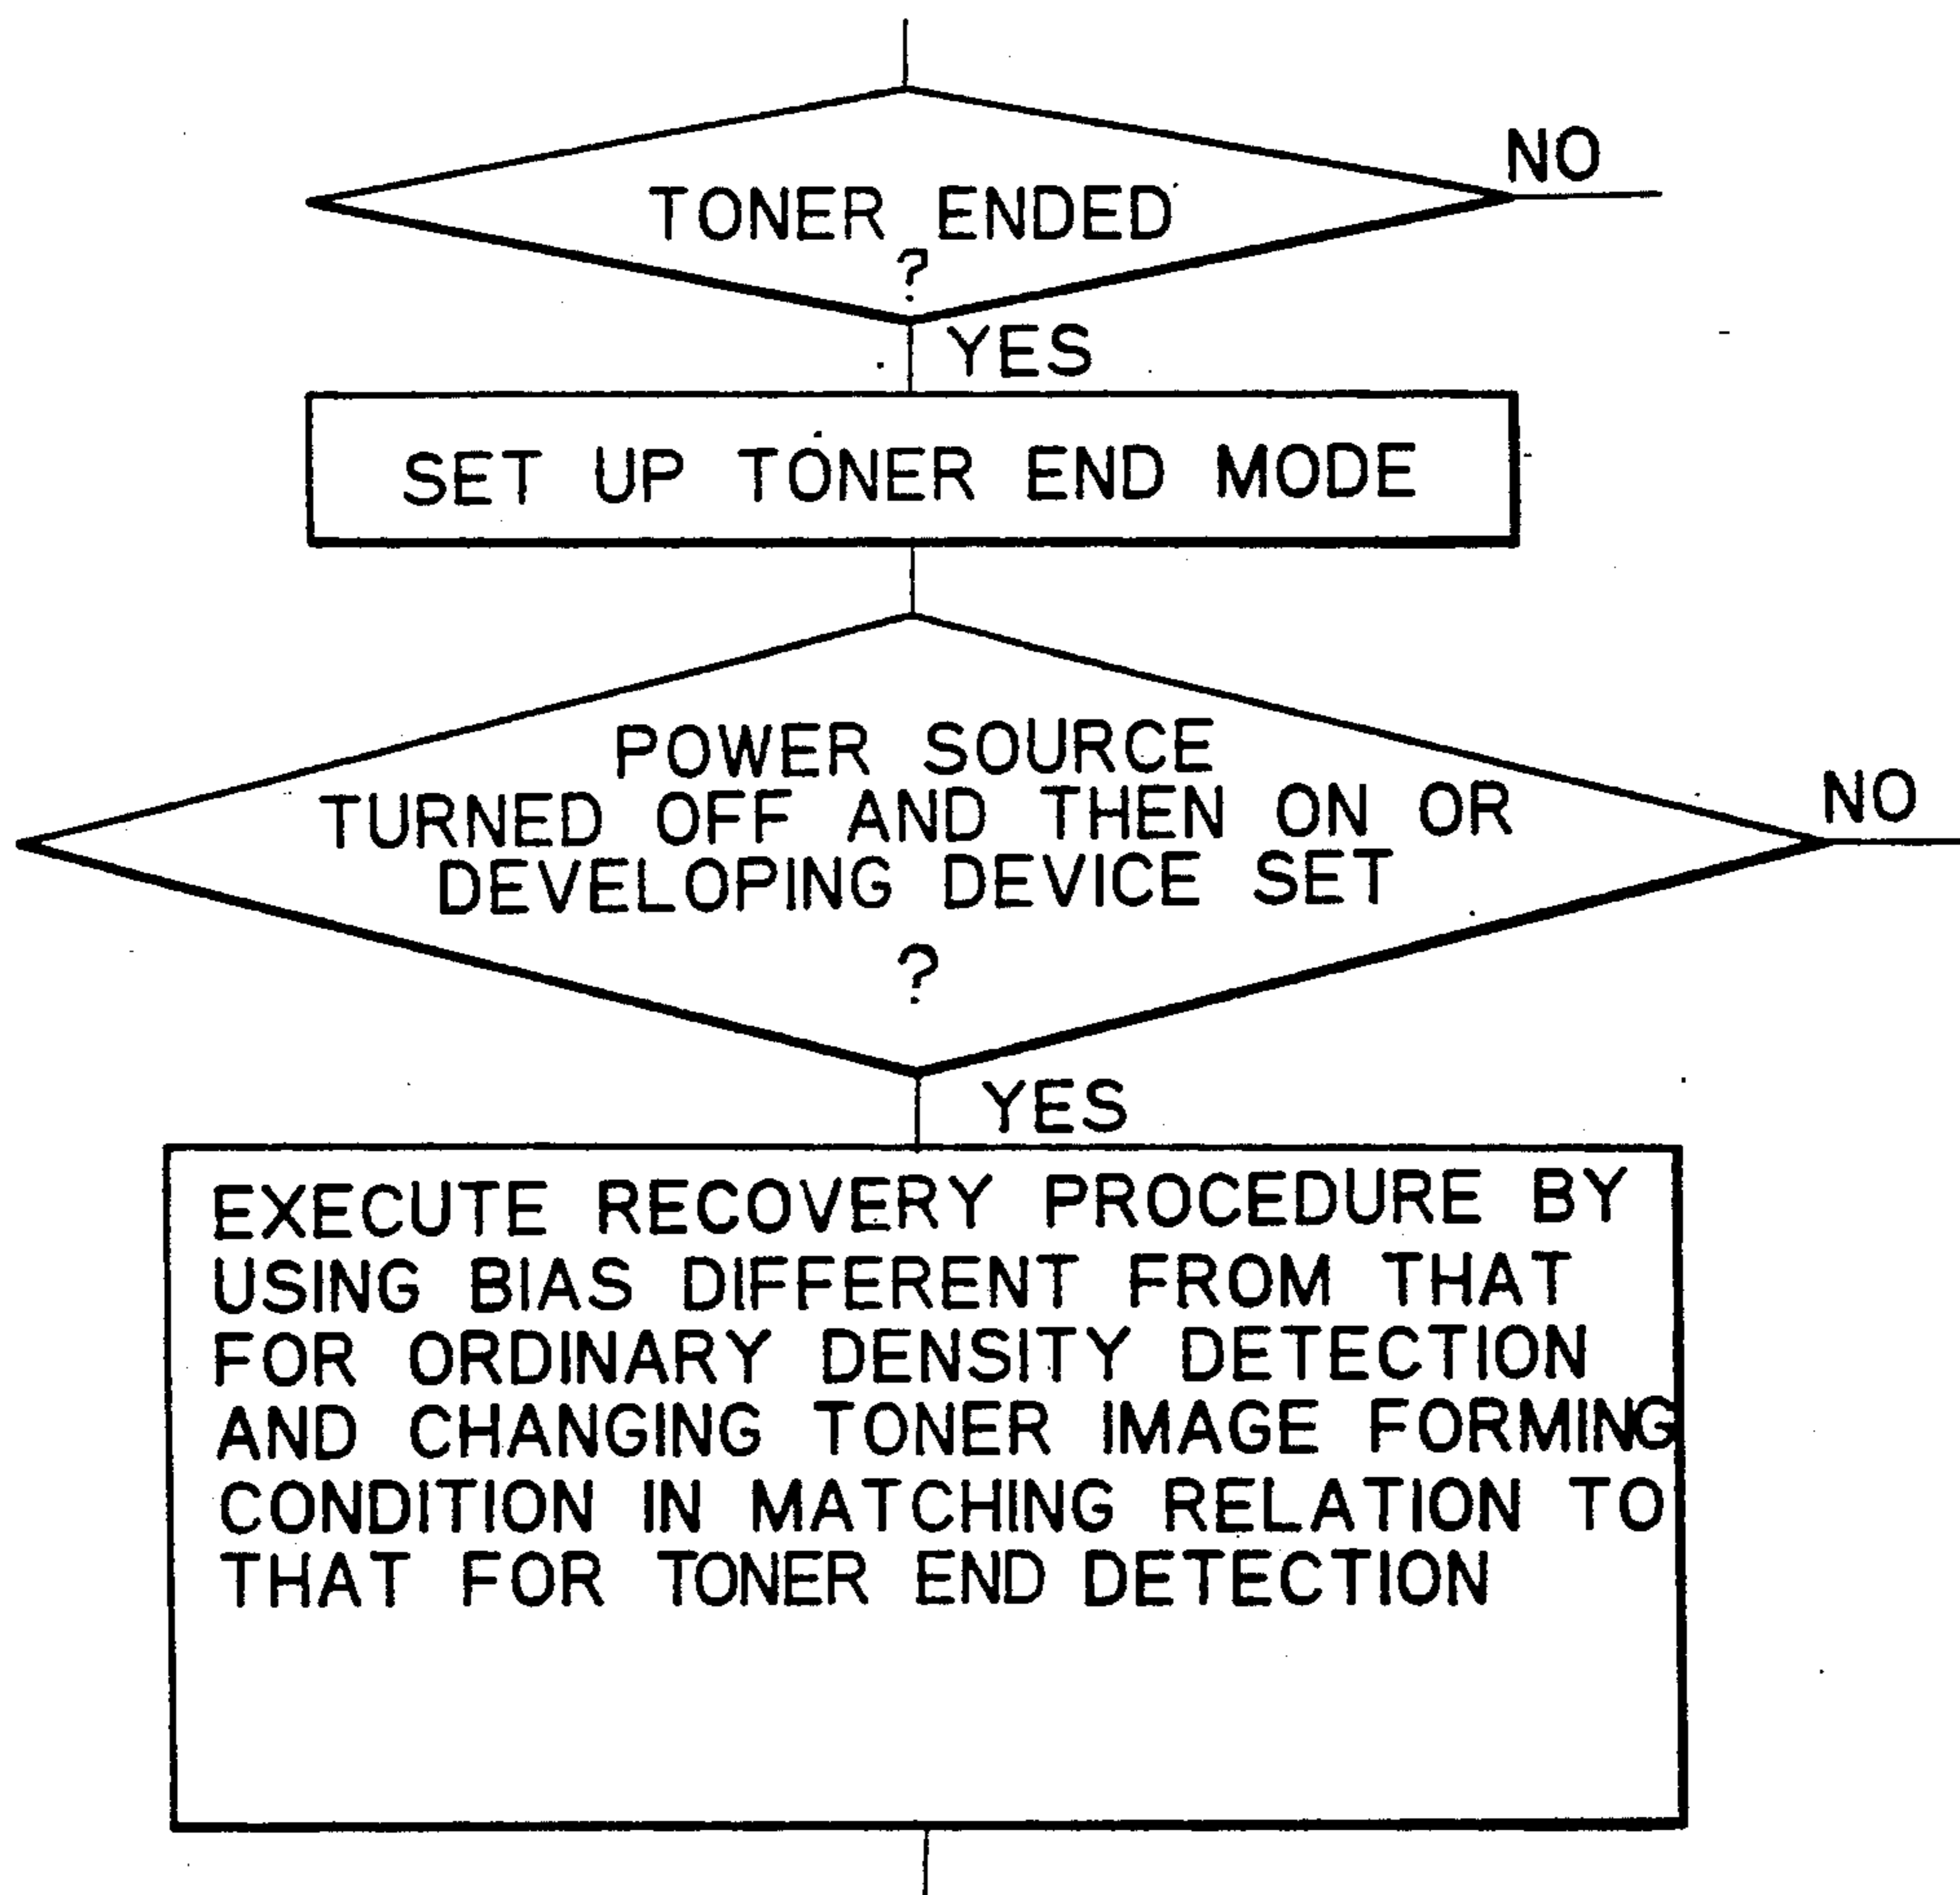 NO
TONER ENDED
?
YES
SET UP TONER END MODE
POWER SOURCE
TURNED OFF AND THEN ON OR
DEVELOPING DEVICE SET
?
NO
YES
EXECUTE RECOVERY PROCEDURE BY
USING BIAS DIFFERENT FROM THAT
FOR ORDINARY DENSITY DETECTION
AND CHANGING TONER IMAGE FORMING
CONDITION IN MATCHING RELATION TO
THAT FOR TONER END DETECTION